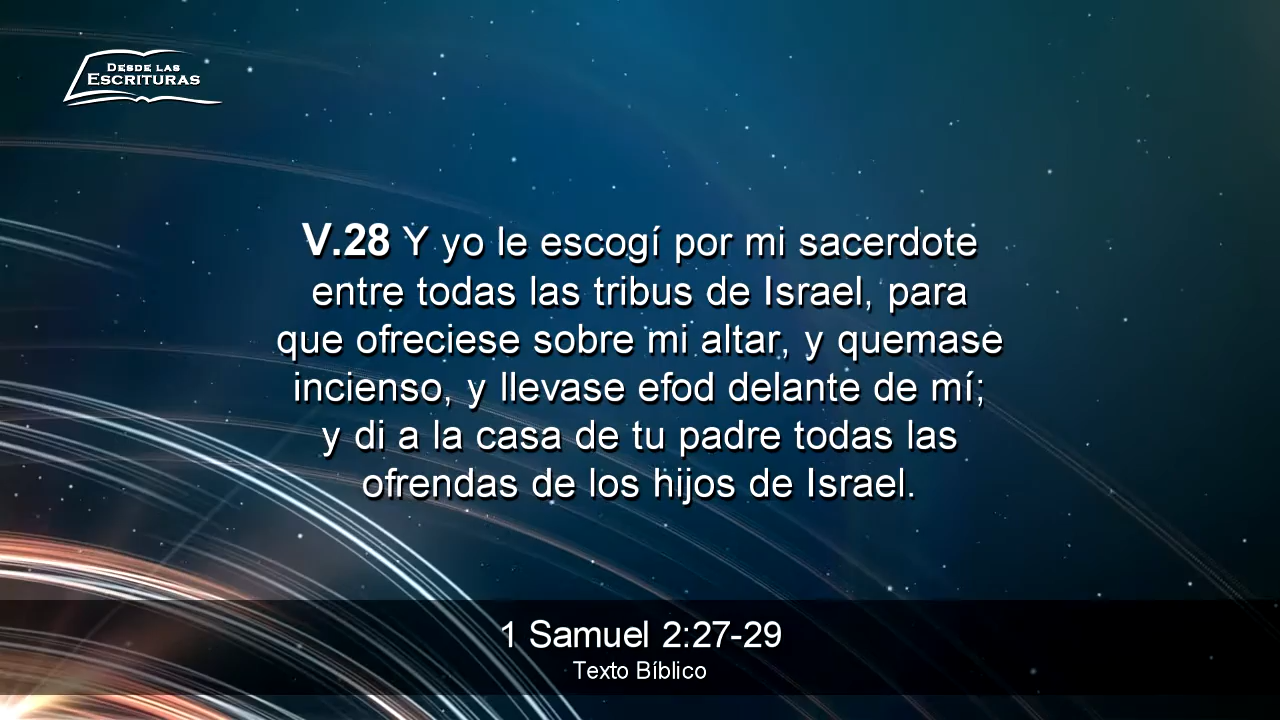 DESDE LAS
ESCRITURAS
V.28 Y yo le escogí por mi sacerdote
entre todas las tribus de Israel, para
que ofreciese sobre mi altar, y quemase
incienso, y llevase efod delante de mí;
y di a la casa de tu padre todas las
ofrendas de los hijos de Israel.
1 Samuel 2:27-29
Texto Bíblico